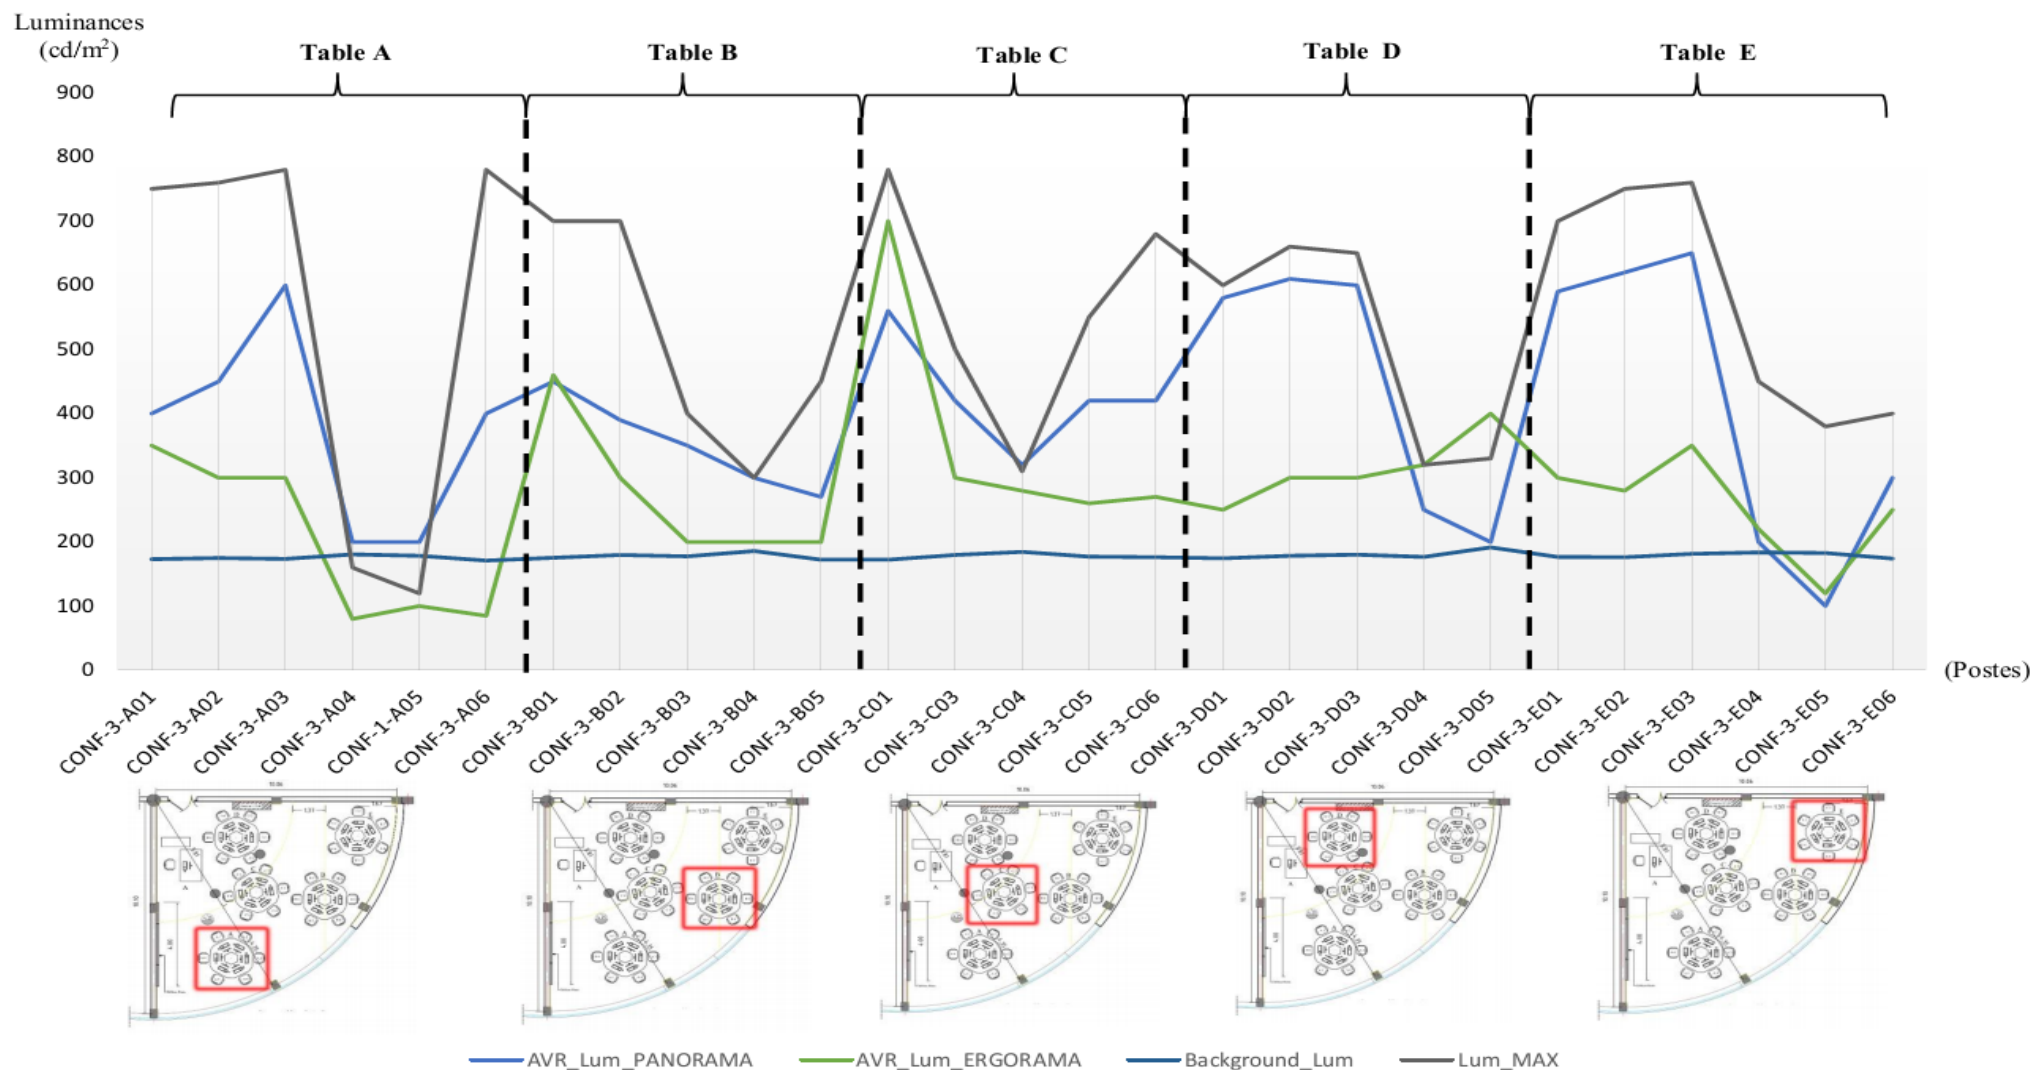 Luminances
(cd/m²)
Table A
Table B
Table C
Table D
Table E
900
800
700
600
500
400
300
200
100
0
(Postes)
CONF-3-A01
CONF-3-A02
CONF-3-A03
CONF-3-A04
CONF-1-A05
CONF-3-A06
CONF-3-B01
CONF-3-B02
CONF-3-B03
CONF-3-B04
CONF-3-B05
CONF-3-C01
CONF-3-C03
CONF-3-C04
CONF-3-C05
CONF-3-C06
CONF-3-D01
CONF-3-D02
CONF-3-D03
CONF-3-D04
CONF-3-D05
CONF-3-E01
CONF-3-E02
CONF-3-E03
CONF-3-E04
CONF-3-E05
CONF-3-E06
AVR_Lum_PANORAMA
AVR_Lum_ERGORAMA
Background_Lum
Lum_MAX